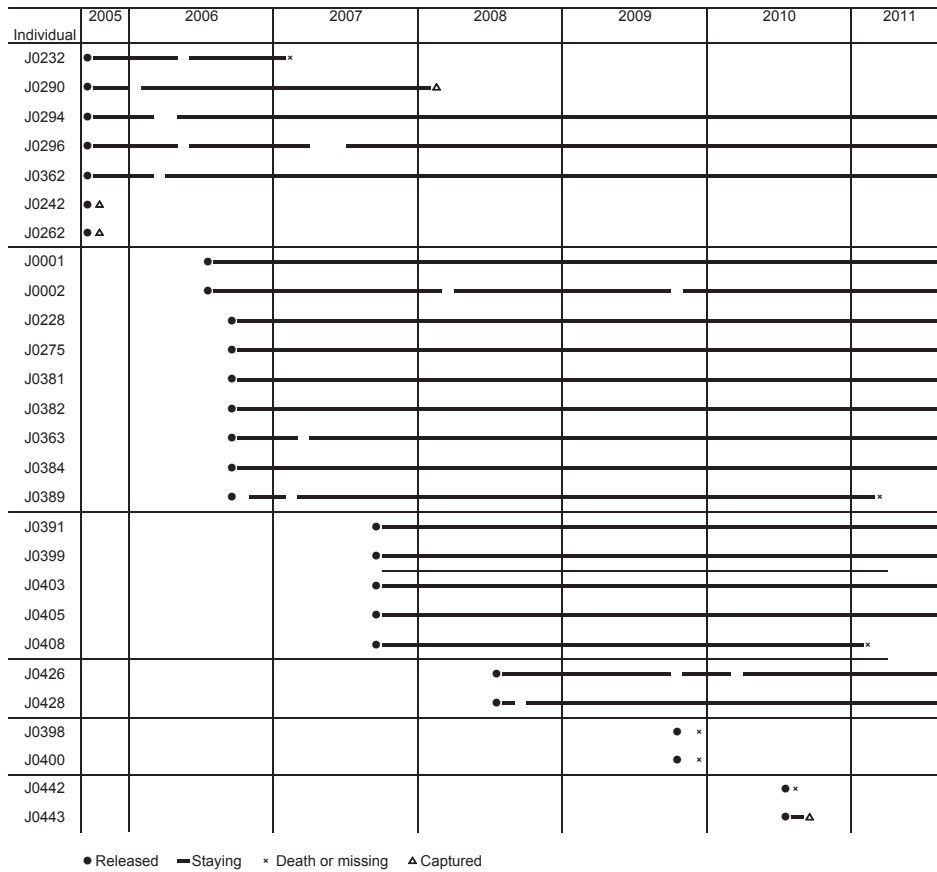 2005 2006 2007 2008 2009 2010 2011
Individual
J0232
J0290
J0294
J0296
J0362
J0242
J0262
J0001
J0002
J0228
J0275
J0381
J0382
J0363
J0384
J0389
J0391
J0399
J0403
J0405
J0408
J0426
J0428
J0398
J0400
J0442
J0443
Released Staying Death or missing Captured